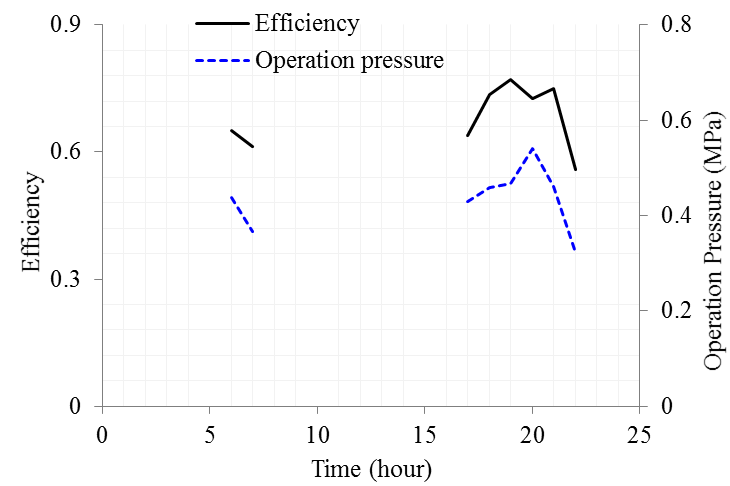 Efficiency
Operation pressure
0.9
0.6
0.3
0
Efficiency
0.8
0.6
0.4
0.2
0
Operation Pressure (MPa)
0 5 10 15 20 25
Time (hour)